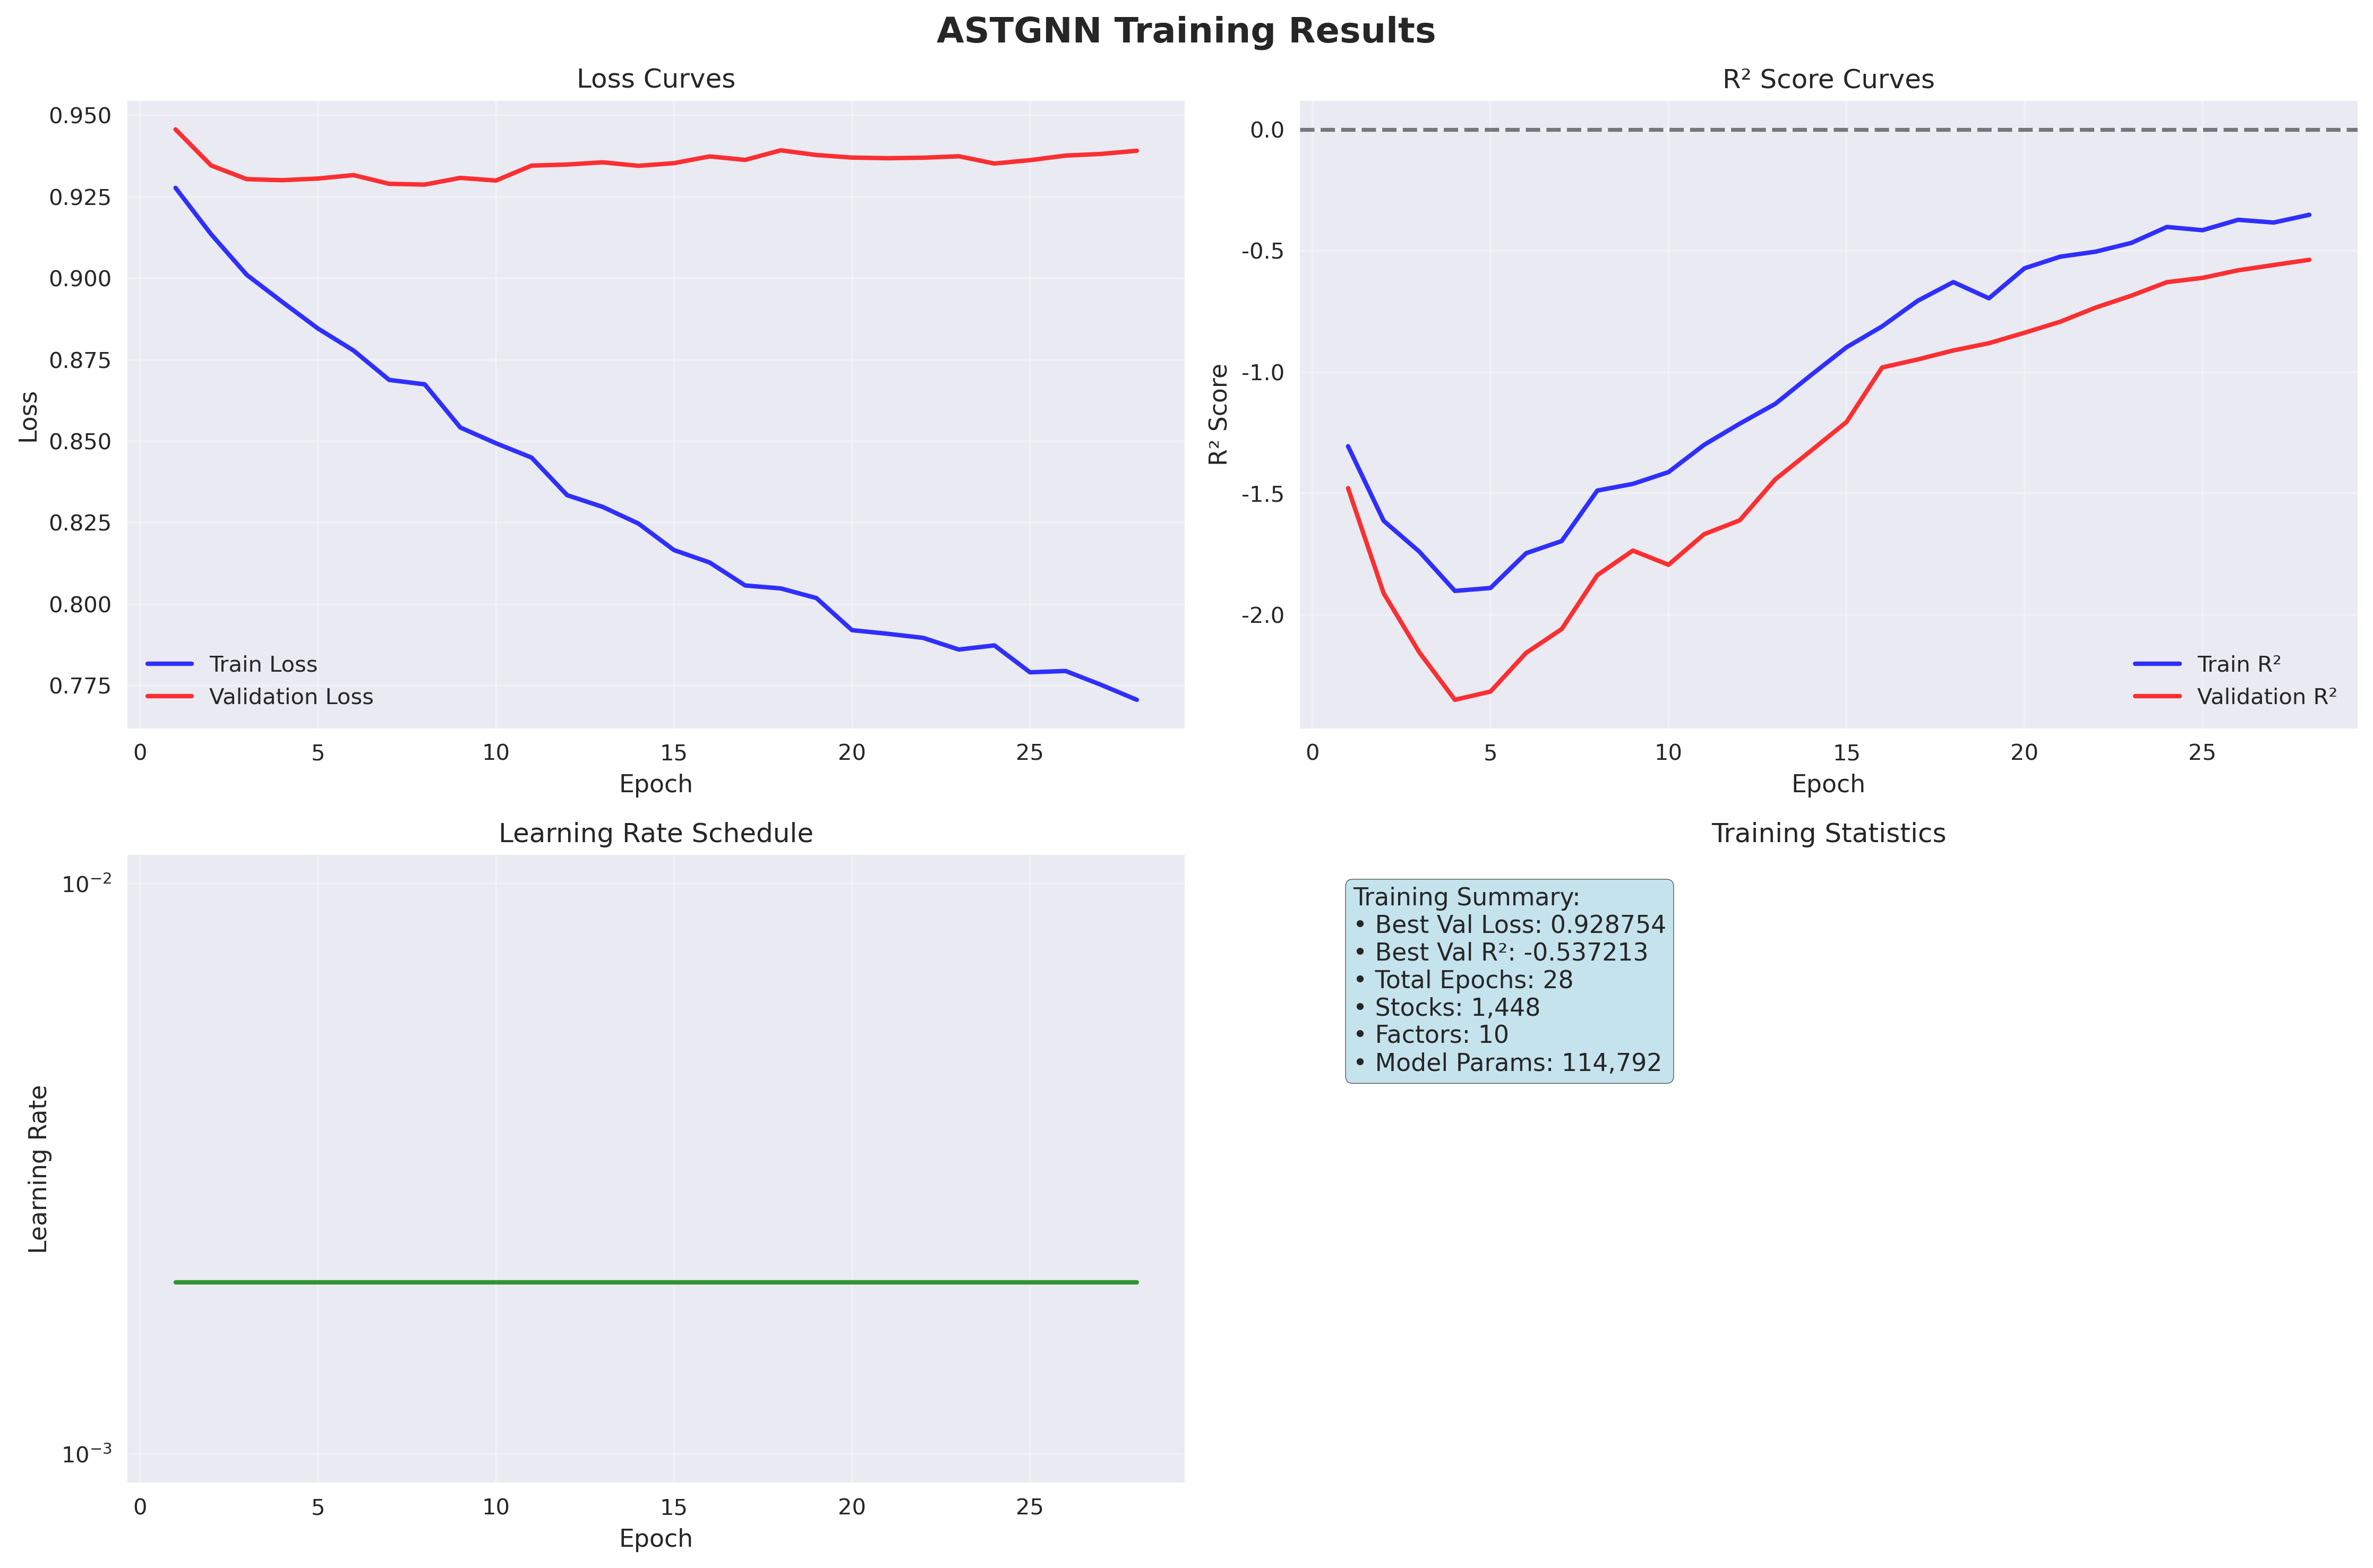 ASTGNN Training Results
Loss Curves
0.950
0.925
0.900
0.875
0.850
0.825
0.800
0.775
Loss
Train Loss
Validation Loss
0
5
10
15
20
25
Epoch
R² Score Curves
0.0
-0.5
-1.0
-1.5
-2.0
R² Score
Train R²
Validation R²
0
5
10
15
20
25
Epoch
Learning Rate Schedule
10⁻²
10⁻³
Learning Rate
0
5
10
15
20
25
Epoch
Training Statistics
Training Summary:
• Best Val Loss: 0.928754
• Best Val R²: -0.537213
• Total Epochs: 28
• Stocks: 1,448
• Factors: 10
• Model Params: 114,792